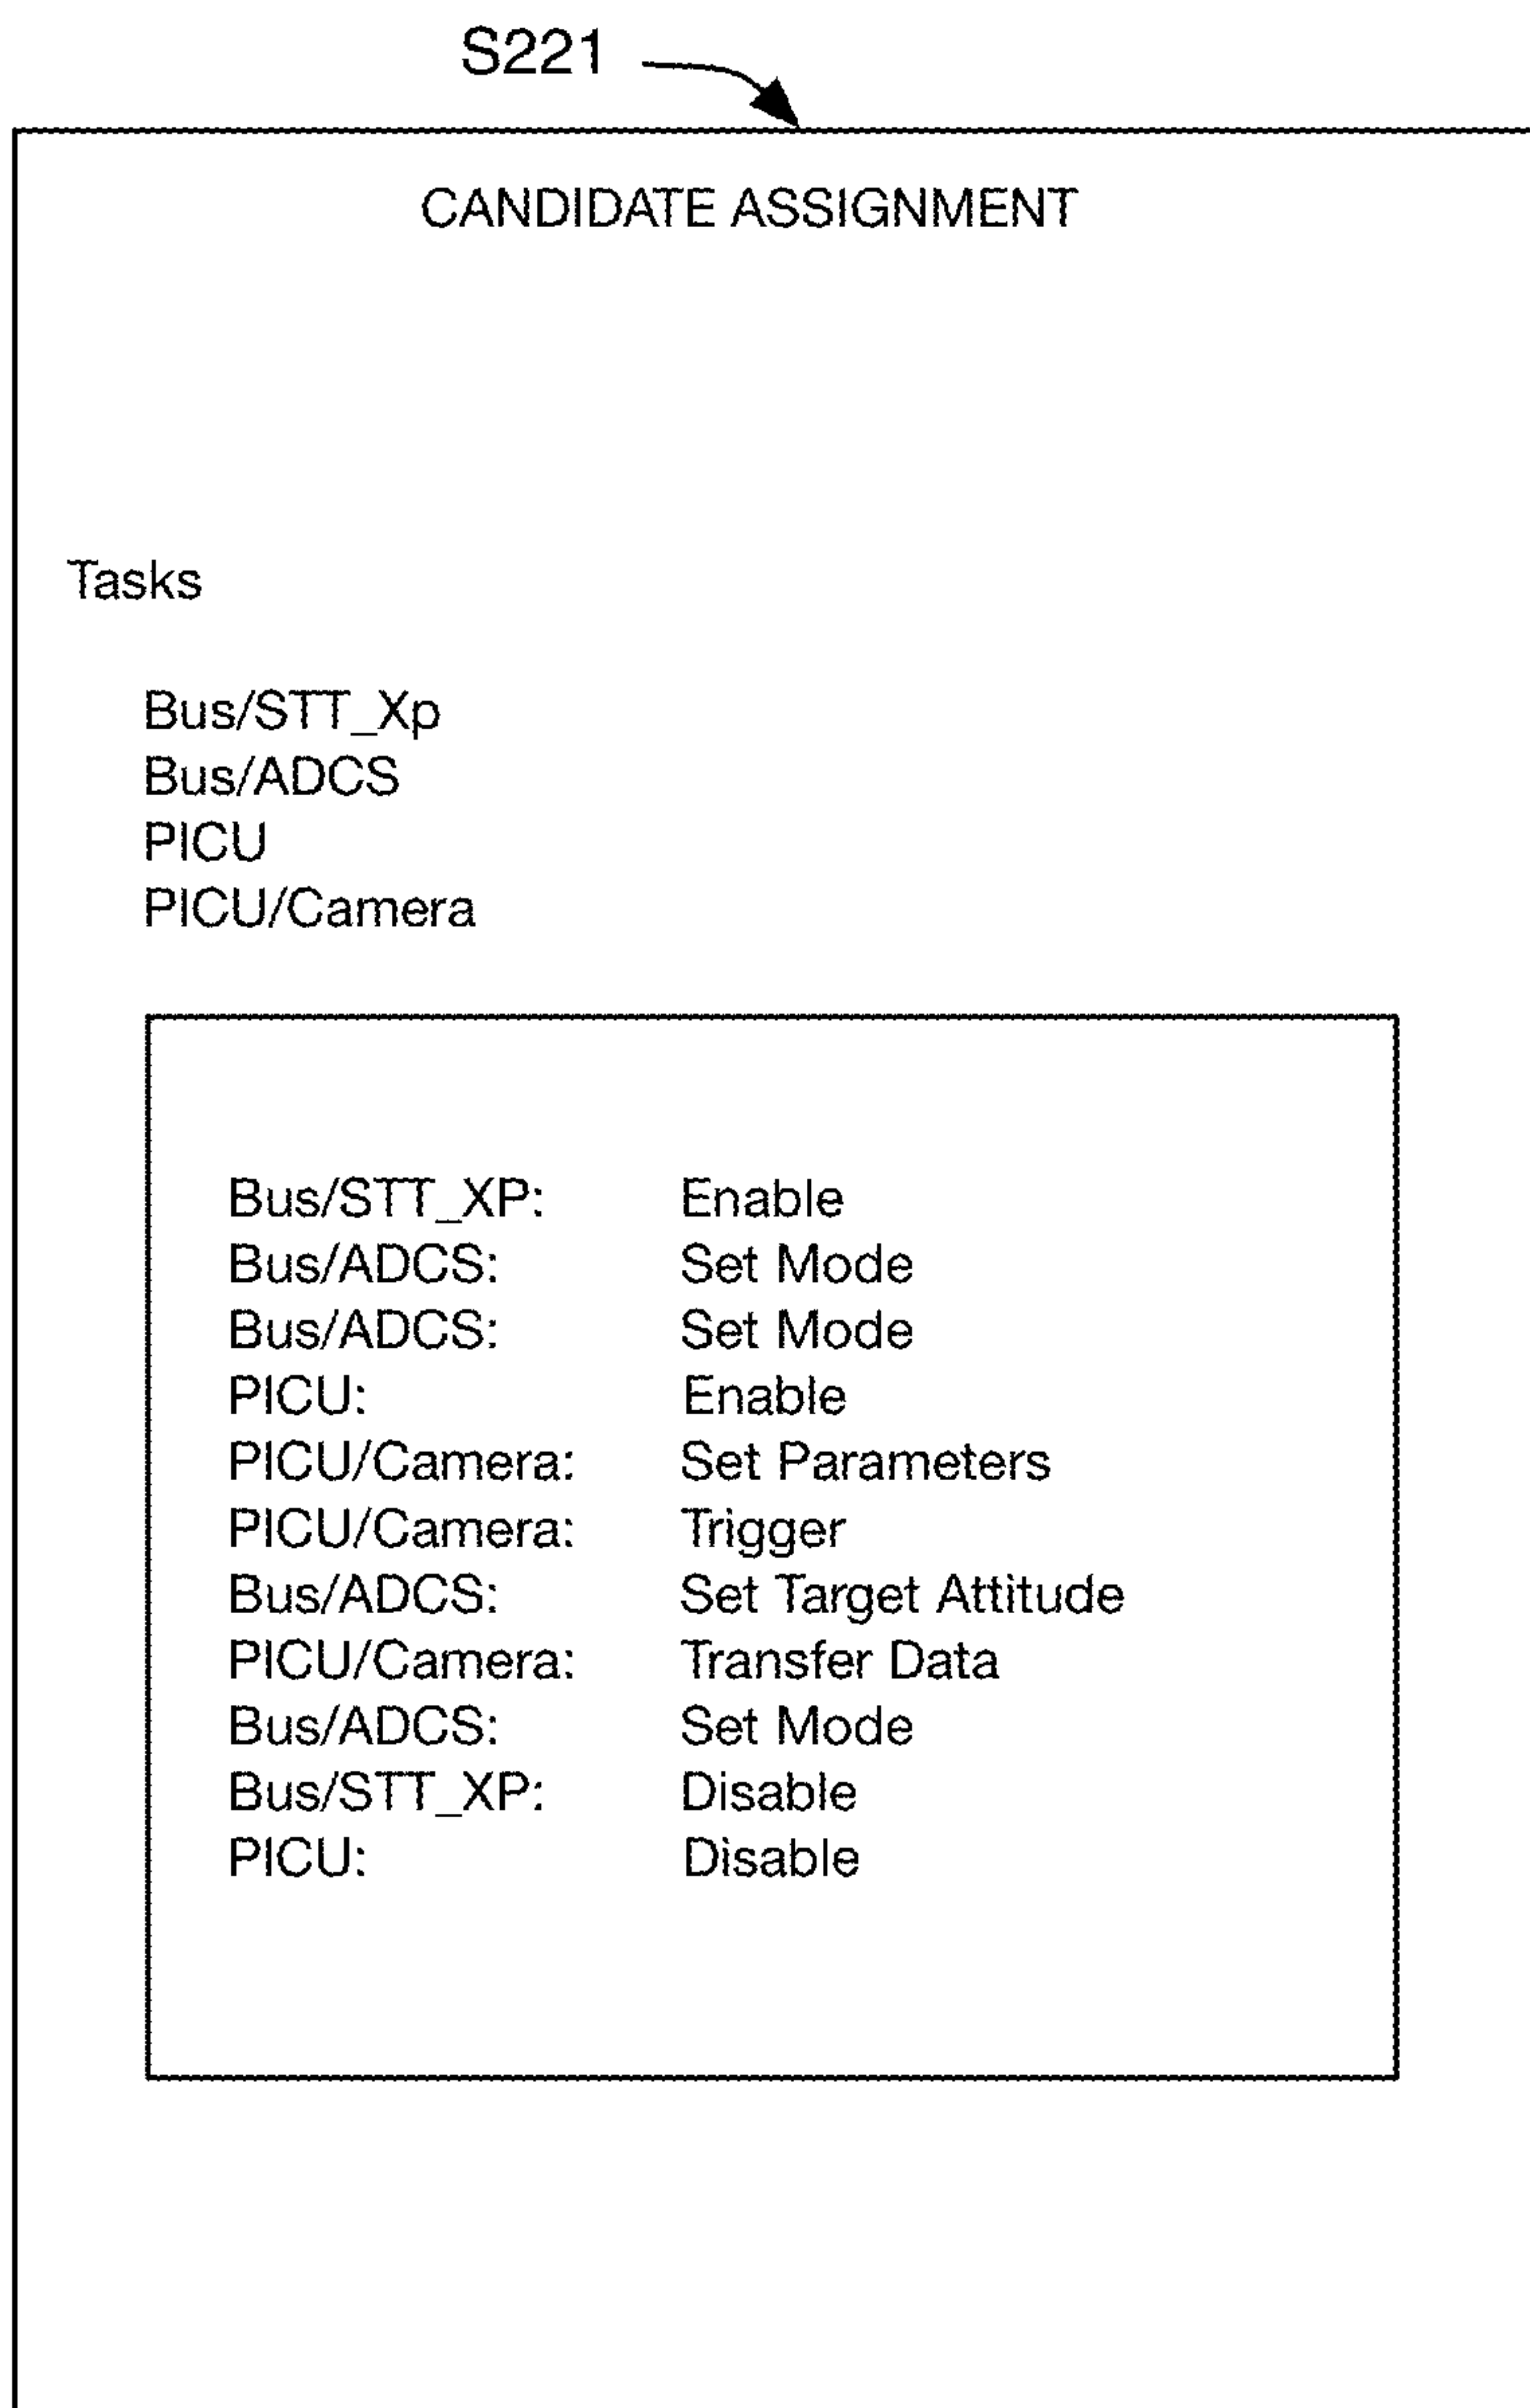 S221
CANDIDATE ASSIGNMENT
Tasks
Bus/STT_Xp
Bus/ADCS
PICU
PICU/Camera
Bus/STT_XP: Enable
Bus/ADCS: Set Mode
Bus/ADCS: Set Mode
PICU: Enable
PICU/Camera: Set Parameters
PICU/Camera: Trigger
Bus/ADCS: Set Target Attitude
PICU/Camera: Transfer Data
Bus/ADCS: Set Mode
Bus/STT_XP: Disable
PICU: Disable